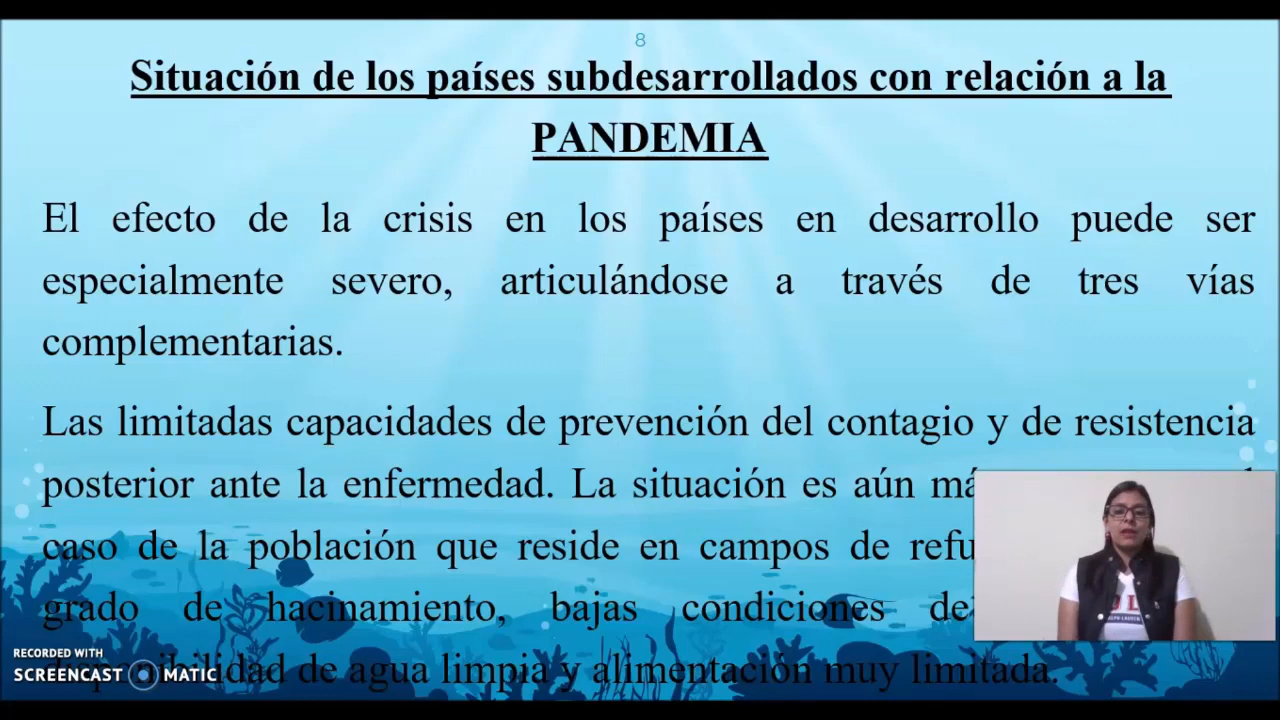 8
Situación de los países subdesarrollados con relación a la
PANDEMIA
El efecto de la crisis en los países en desarrollo puede ser
especialmente severo, articulándose a través de tres vías
complementarias.
Las limitadas capacidades de prevención del contagio y de resistencia
posterior ante la enfermedad. La situación es aún
caso de la población que reside en campos de
grado de hacinamiento, bajas condiciones
disponibilidad de agua limpia y alimentación muy limitada.
RECORDED WITH
SCREENCAST MATIC